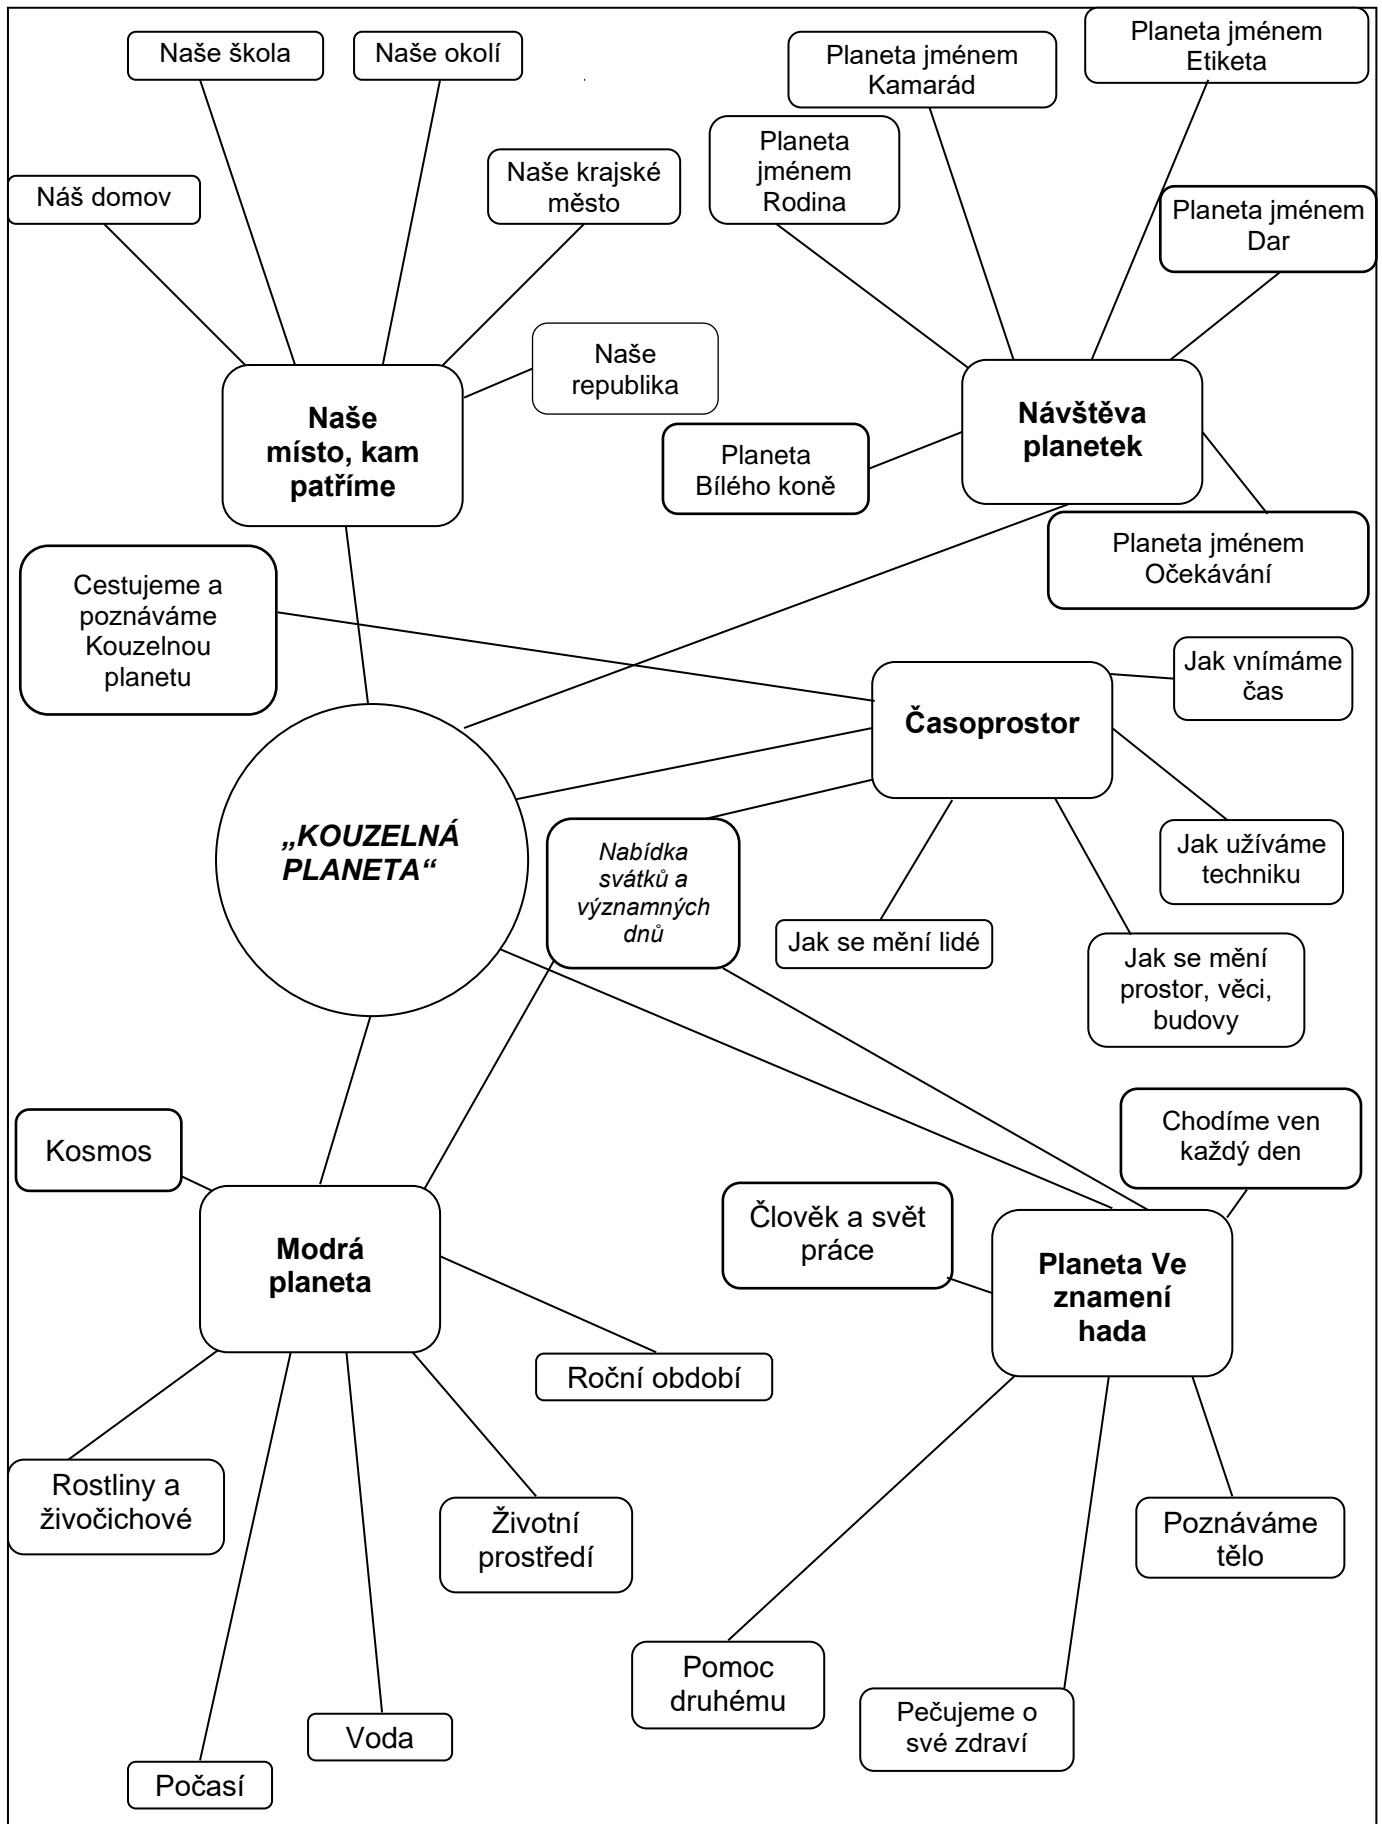 Naše škola
Naše okolí
Planeta jménem
Kamarád
Planeta jménem
Etiketa
Planeta
jménem
Rodina
Naše krajské
město
Náš domov
Planeta jménem
Dar
Naše
republika
Naše
místo, kam
patříme
Návštěva
planetek
Planeta
Bílého koně
Planeta jménem
Očekávání
Cestujeme a
poznáváme
Kouzelnou
planetu
Jak vnímáme
čas
Časoprostor
„KOUZELNÁ
PLANETA“
Nabídka
svátků a
významných
dnů
Jak užíváme
techniku
Jak se mění lidé
Jak se mění
prostor, věci,
budovy
Kosmos
Chodíme ven
každý den
Člověk a svět
práce
Modrá
planeta
Planeta Ve
znamení
hada
Roční období
Rostliny a
živočichové
Životní
prostředí
Poznáváme
tělo
Pomoc
druhému
Pečujeme o
své zdraví
Voda
Počasí